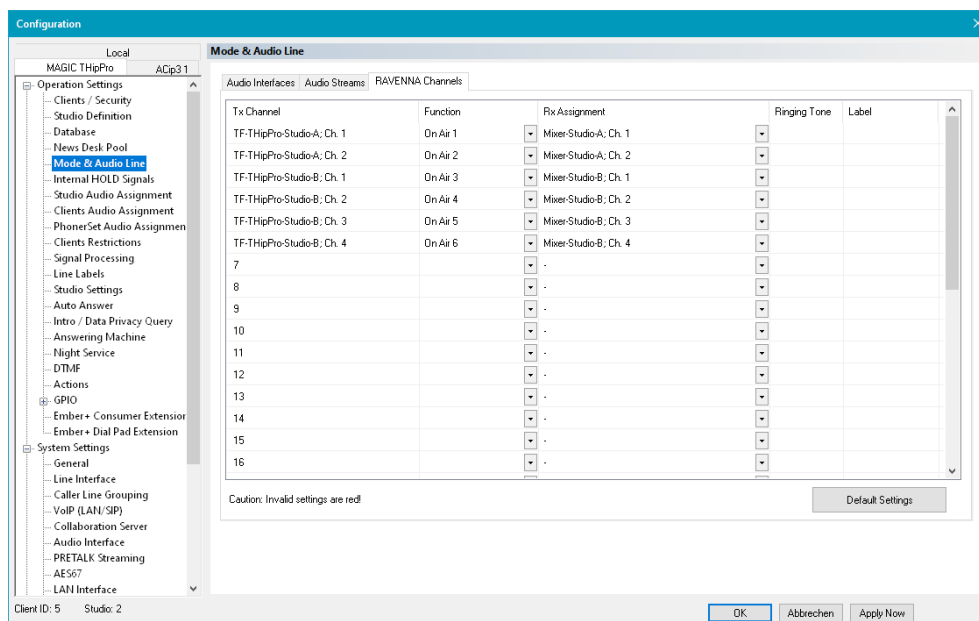 Configuration
Local
MAGIC THipPro
ACip3 1
Operation Settings
Clients / Security
Studio Definition
Database
News Desk Pool
Mode & Audio Line
Internal HOLD Signals
Studio Audio Assignment
Clients Audio Assignment
PhonerSet Audio Assignmen
Clients Restrictions
Signal Processing
Line Labels
Studio Settings
Auto Answer
Intro / Data Privacy Query
Answering Machine
Night Service
DTMF
Actions
GPIO
Ember+ Consumer Extension
Ember+ Dial Pad Extension
System Settings
General
Line Interface
Caller Line Grouping
VoIP (LAN/SIP)
Collaboration Server
Audio Interface
PRETALK Streaming
AES67
LAN Interface
Mode & Audio Line
Audio Interfaces Audio Streams RAVENNA Channels
Tx Channel Function Rx Assignment Ringing Tone Label
TF-THipPro-Studio-A; Ch. 1 On Air 1 Mixer-Studio-A; Ch. 1
TF-THipPro-Studio-A; Ch. 2 On Air 2 Mixer-Studio-A; Ch. 2
TF-THipPro-Studio-B; Ch. 1 On Air 3 Mixer-Studio-B; Ch. 1
TF-THipPro-Studio-B; Ch. 2 On Air 4 Mixer-Studio-B; Ch. 2
TF-THipPro-Studio-B; Ch. 3 On Air 5 Mixer-Studio-B; Ch. 3
TF-THipPro-Studio-B; Ch. 4 On Air 6 Mixer-Studio-B; Ch. 4
7 -
8 -
9 -
10 -
11 -
12 -
13 -
14 -
15 -
16 -
Caution: Invalid settings are red!
Default Settings
Client ID: 5 Studio: 2
OK Abbrechen Apply Now